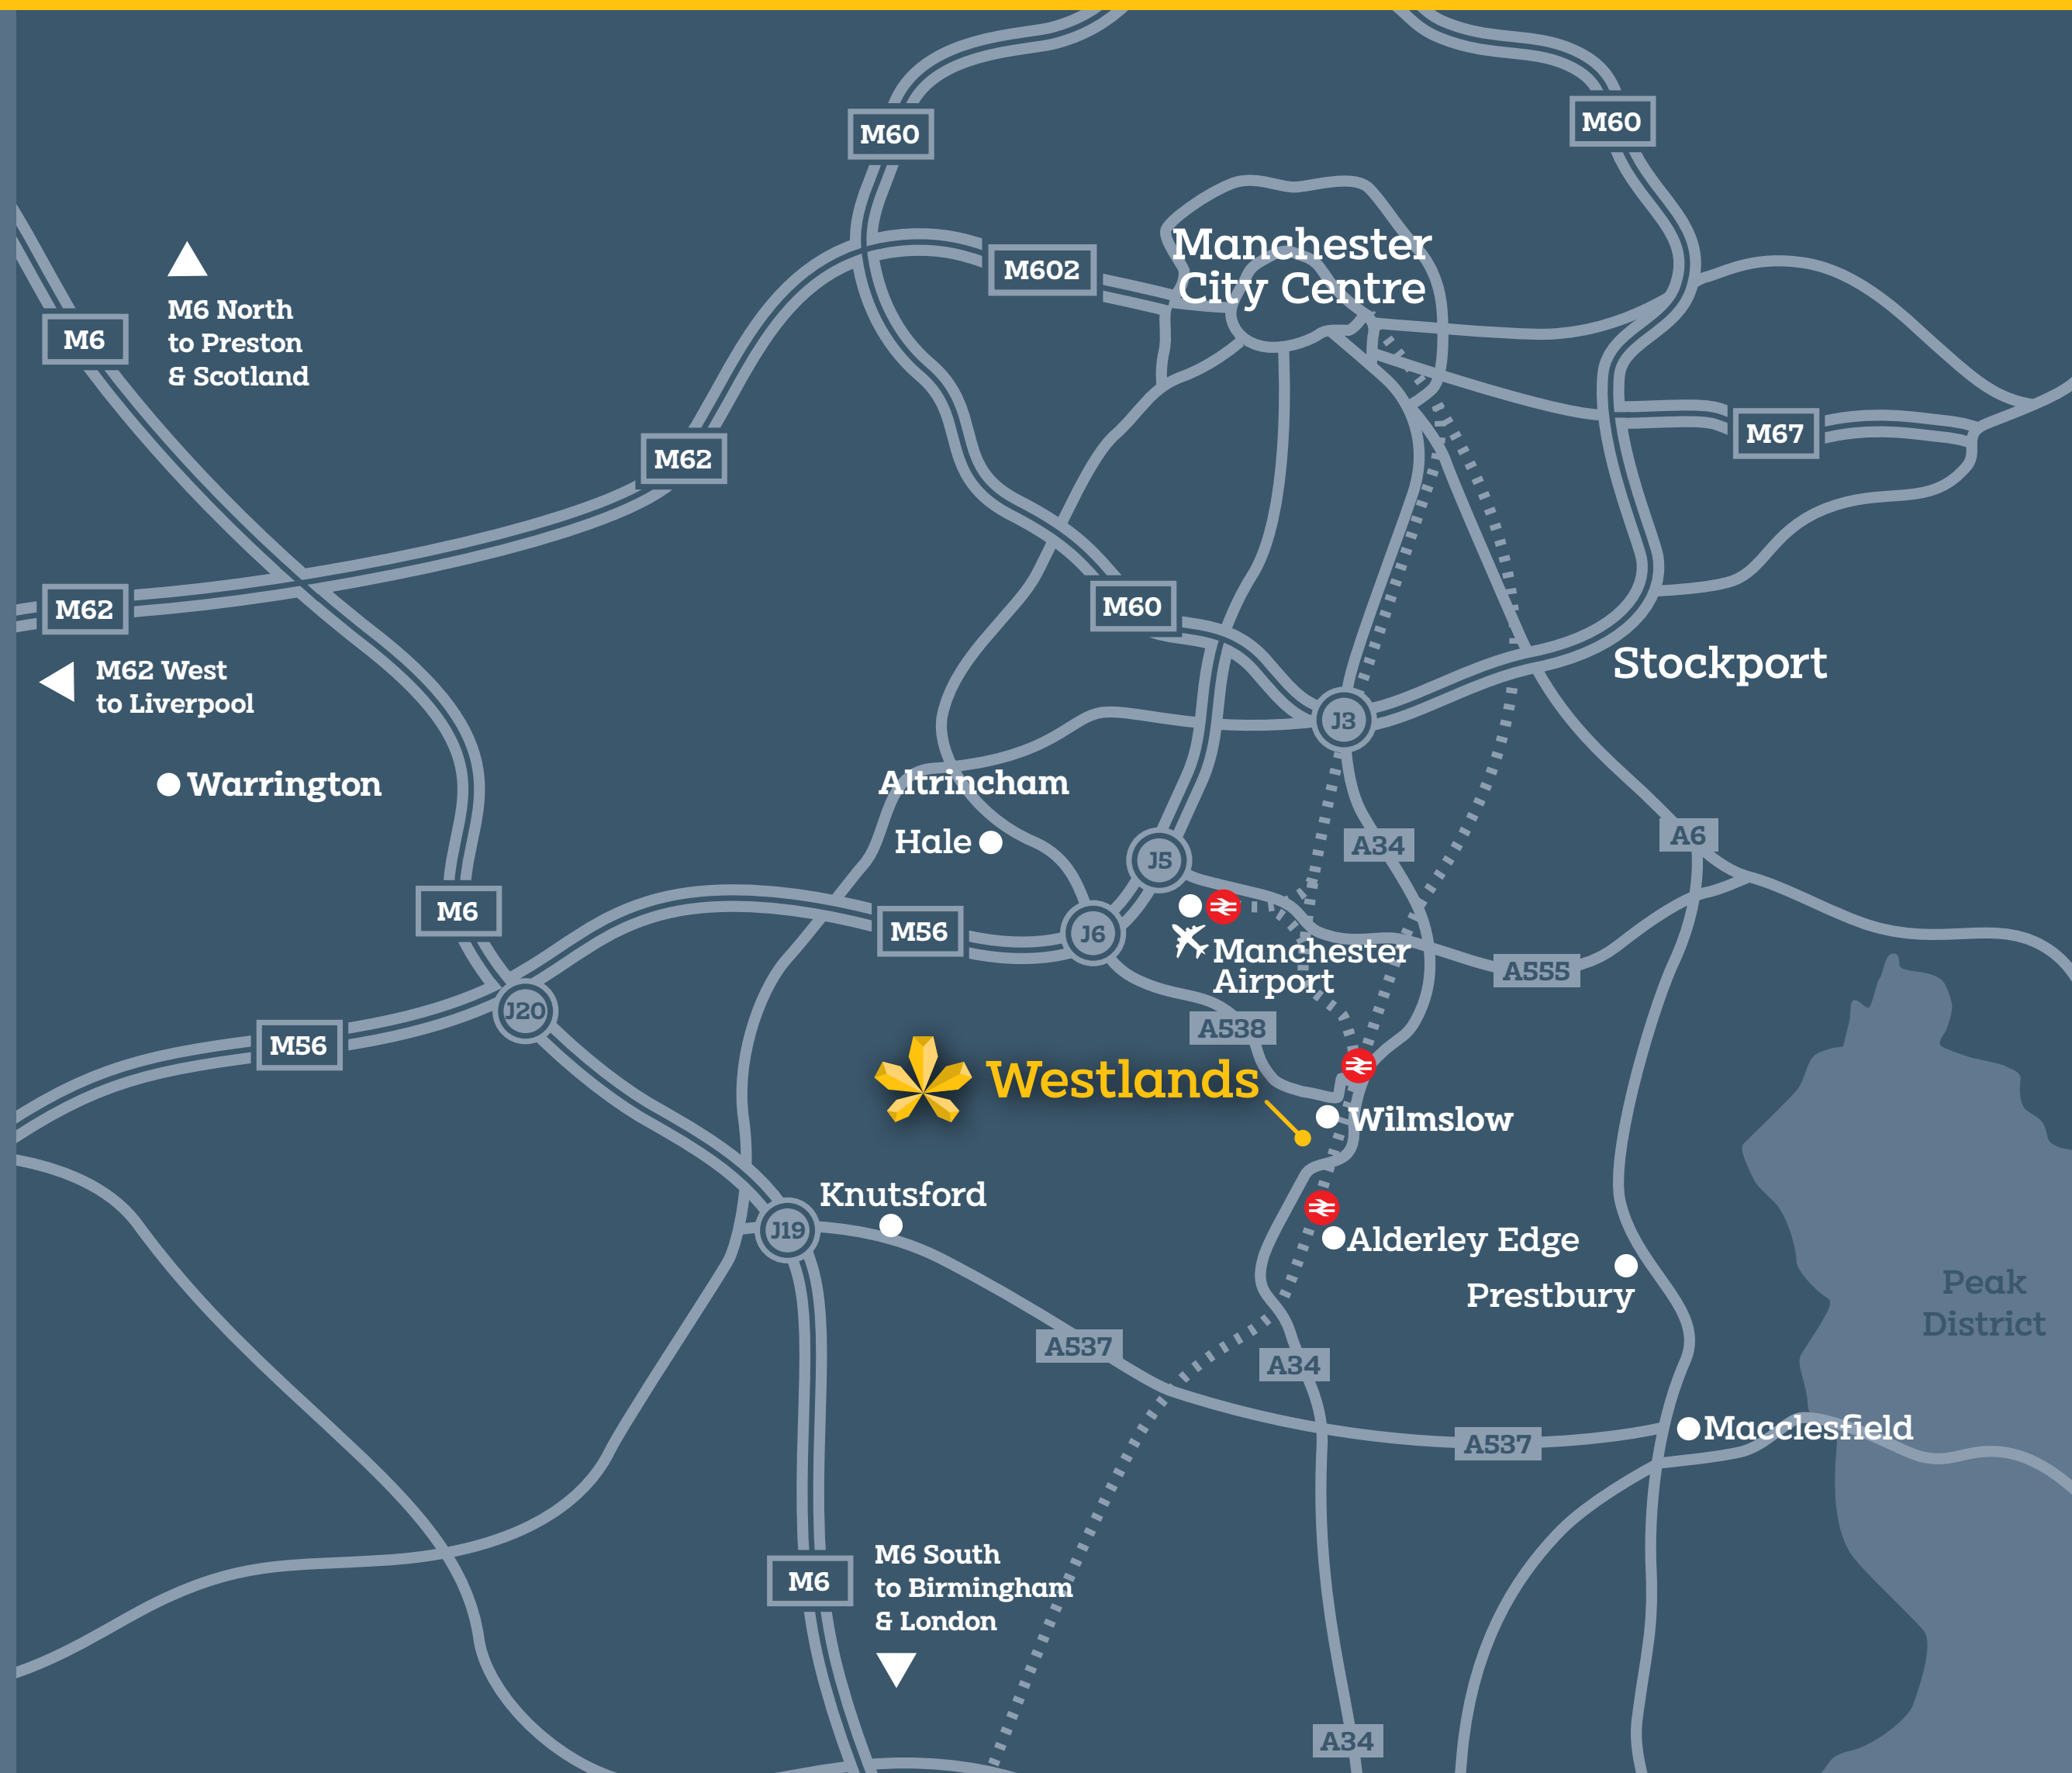 M60
M60
Manchester
City Centre
M602
M6 North
to Preston
& Scotland
M6
M67
M62
M62
M60
M62 West
to Liverpool
Stockport
J3
Warrington
Altrincham
Hale
A34
A6
J5
M6
M56
J6
Manchester
Airport
A555
J20
A538
M56
Westlands
Wilmslow
Knutsford
J19
Alderley Edge
Prestbury
Peak
District
A537
A34
Macclesfield
A537
M6 South
to Birmingham
& London
M6
A34